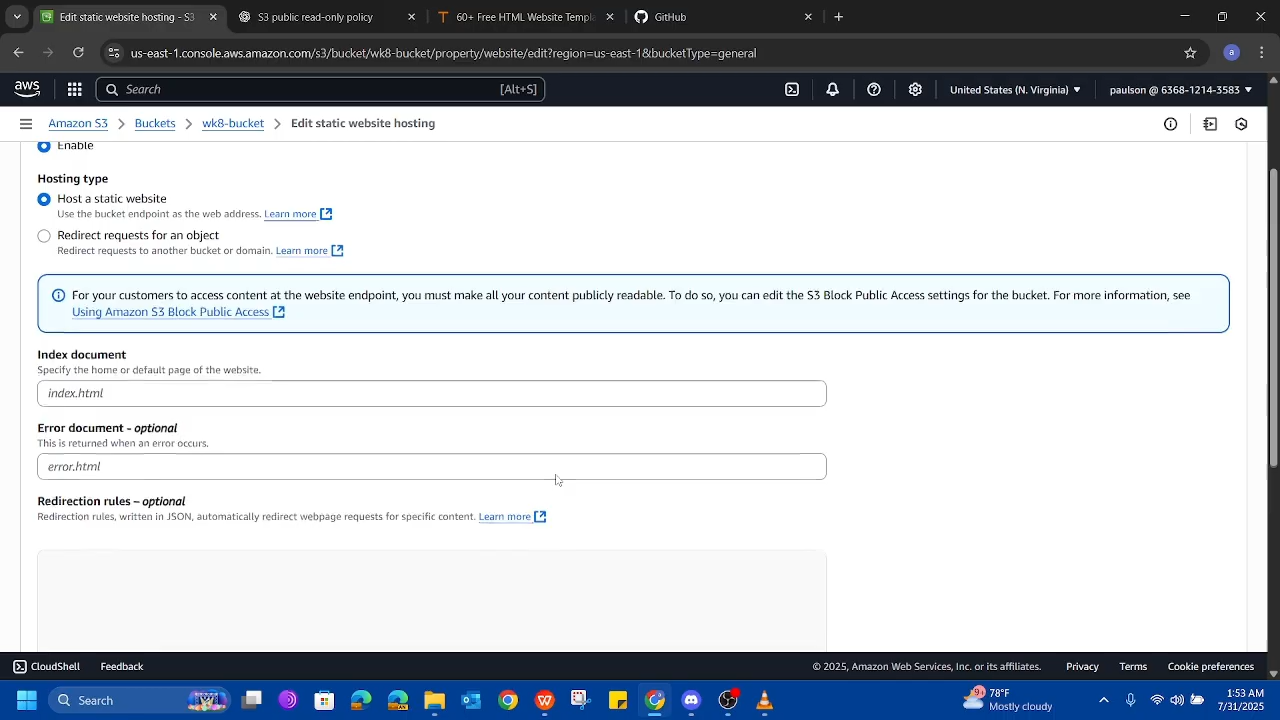 Edit static website hosting - S3
S3 public read-only policy
60+ Free HTML Website Templa
GitHub
us-east-1.console.aws.amazon.com/s3/bucket/wk8-bucket/property/website/edit?region=us-east-1&bucketType=general
a
aws
Search
[Alt+S]
United States (N. Virginia)
paulson @ 6368-1214-3583
Amazon S3
Buckets
wk8-bucket
Edit static website hosting
Enable
Hosting type
Host a static website
Use the bucket endpoint as the web address. Learn more
Redirect requests for an object
Redirect requests to another bucket or domain. Learn more
For your customers to access content at the website endpoint, you must make all your content publicly readable. To do so, you can edit the S3 Block Public Access settings for the bucket. For more information, see
Using Amazon S3 Block Public Access
Index document
Specify the home or default page of the website.
index.html
Error document - optional
This is returned when an error occurs.
error.html
Redirection rules – optional
Redirection rules, written in JSON, automatically redirect webpage requests for specific content. Learn more
CloudShell
Feedback
© 2025, Amazon Web Services, Inc. or its affiliates.
Privacy
Terms
Cookie preferences
Search
78°F
Mostly cloudy
1:53 AM
7/31/2025